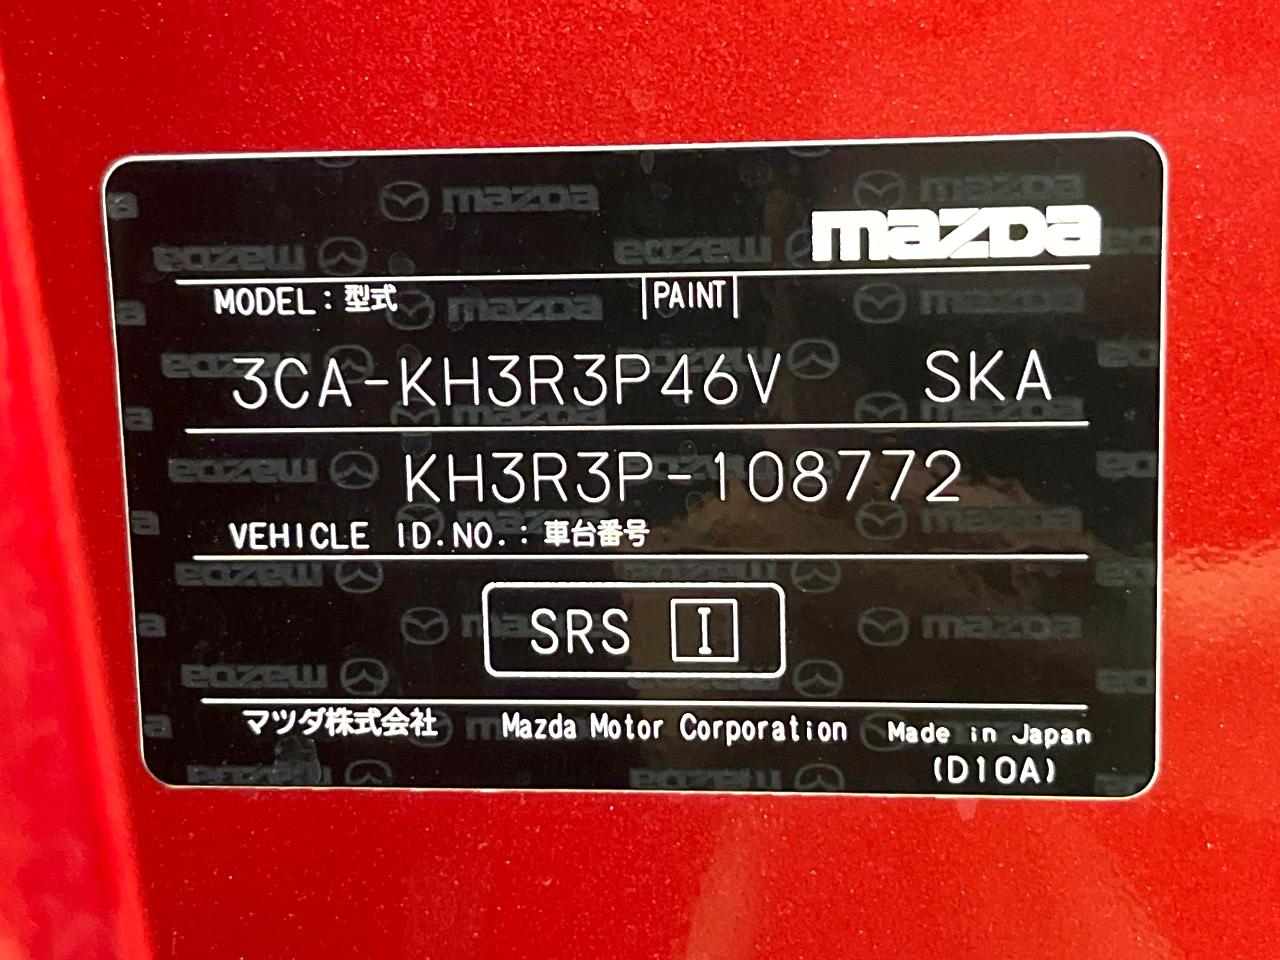 mazda
MODEL：型式 PAINT
3CA-KH3R3P46V SKA
KH3R3P-108772
VEHICLE ID.NO.：車台番号
SRS I
マツダ株式会社 Mazda Motor Corporation Made in Japan
(D10A)